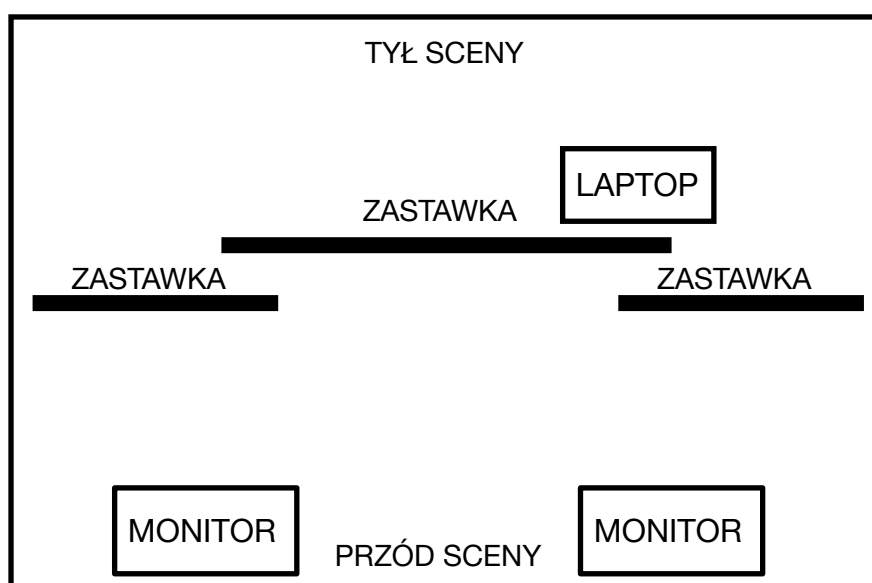 TYŁ SCENY
LAPTOP
ZASTAWKA
ZASTAWKA
ZASTAWKA
MONITOR
MONITOR
PRZÓD SCENY